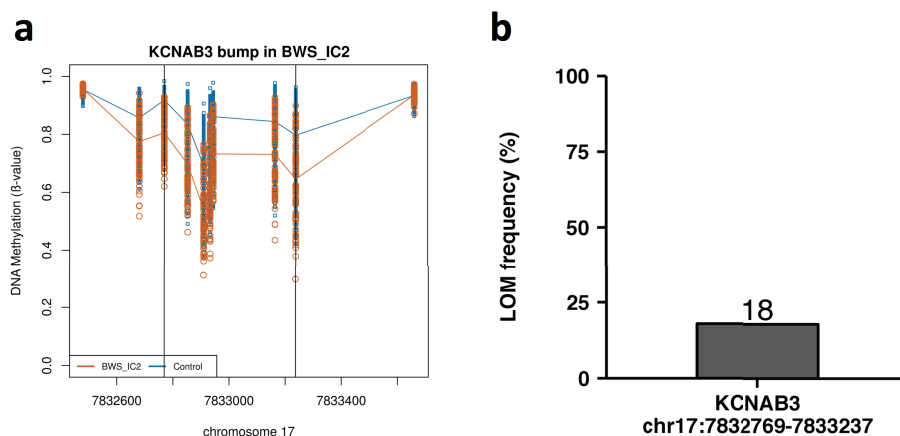 a
KCNAB3 bump in BWS_IC2
DNA Methylation (ß-value)
1.0
0.8
0.6
0.4
0.2
0.0
BWS_IC2 Control
7832600 7833000 7833400
chromosome 17
b
LOM frequency (%)
100
75
50
25
0
18
KCNAB3
chr17:7832769-7833237